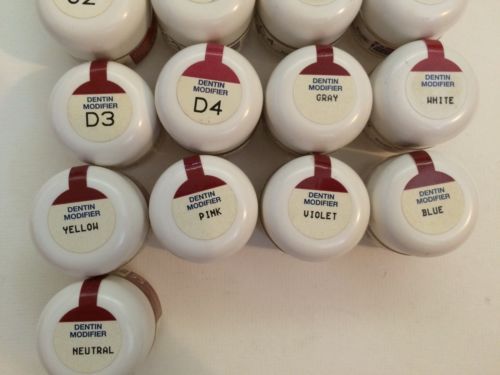 DENTIN
MODIFIER
D3
DENTIN
MODIFIER
D4
DENTIN
MODIFIER
GRAY
DENTIN
MODIFIER
WHITE
DENTIN
MODIFIER
YELLOW
DENTIN
MODIFIER
PINK
DENTIN
MODIFIER
VIOLET
DENTIN
MODIFIER
BLUE
DENTIN
MODIFIER
NEUTRAL